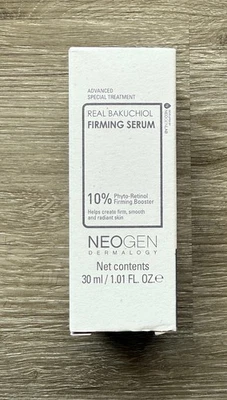 ADVANCED
SPECIAL TREATMENT
REAL BAKUCHIOL
FIRMING SERUM
10% Phyto-Retinol
Firming Booster
Helps create firm, smooth
and radiant skin
NEOGEN
DERMALOGY
Net contents
30 ml / 1.01 FL. OZ.e